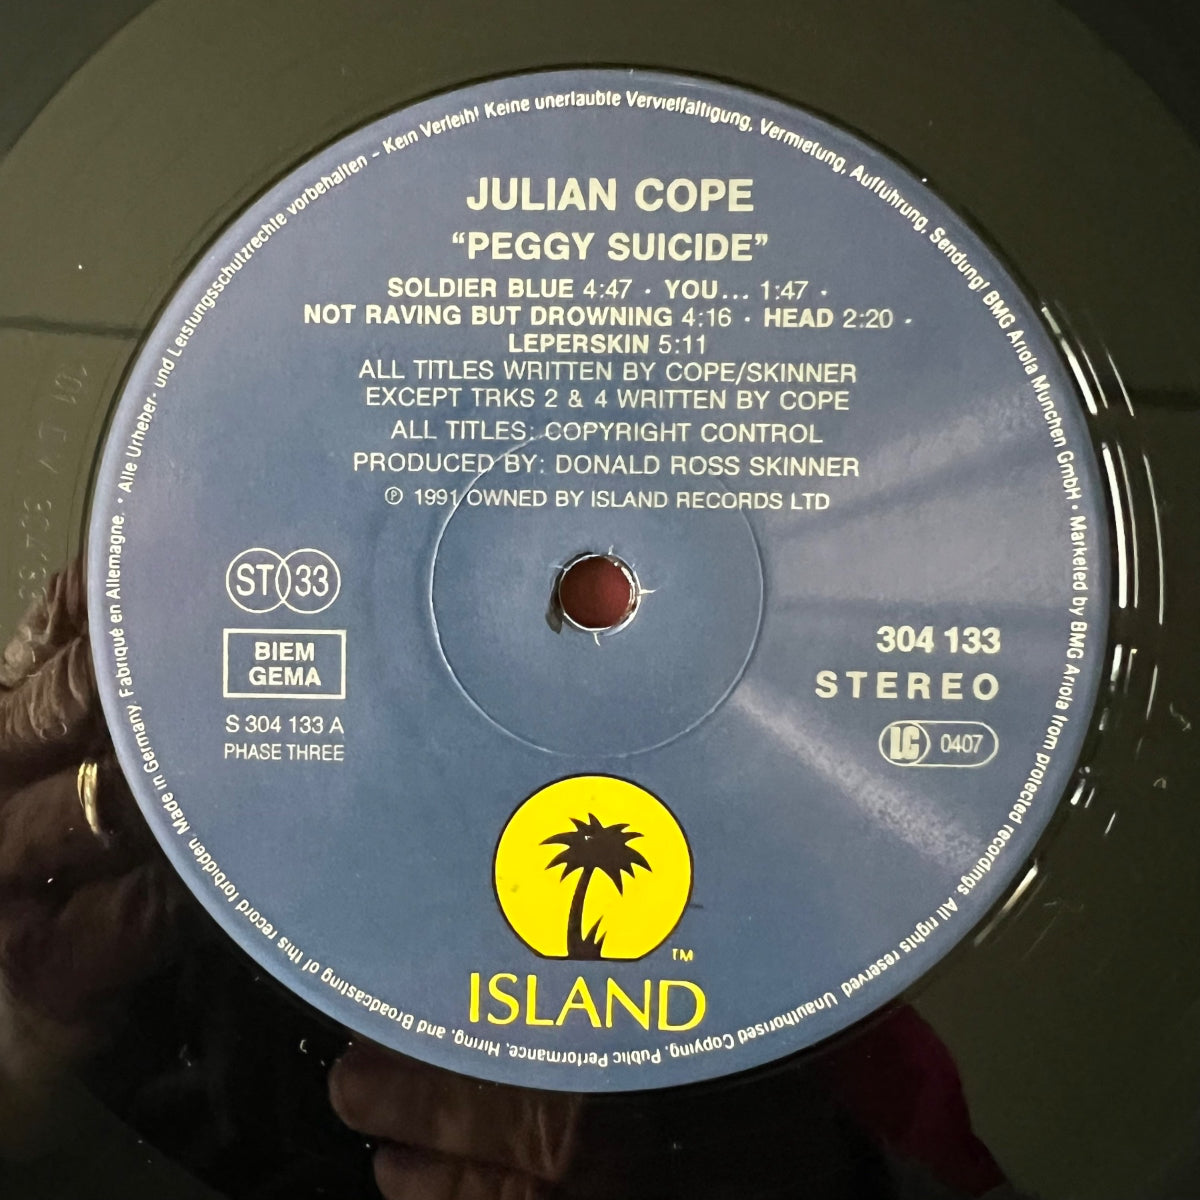 JULIAN COPE
“PEGGY SUICIDE”
SOLDIER BLUE 4:47 · YOU... 1:47 ·
NOT RAVING BUT DROWNING 4:16 · HEAD 2:20 ·
LEPERSKIN 5:11
ALL TITLES WRITTEN BY COPE/SKINNER
EXCEPT TRKS 2 & 4 WRITTEN BY COPE
ALL TITLES: COPYRIGHT CONTROL
PRODUCED BY: DONALD ROSS SKINNER
℗ 1991 OWNED BY ISLAND RECORDS LTD
ST 33
BIEM
GEMA
S 304 133 A
PHASE THREE
304 133
STEREO
LC 0407
TM
ISLAND
· Alle Urheber- und Leistungsschutzrechte vorbehalten – Kein Verleih! Keine unerlaubte Vervielfältigung, Vermietung, Aufführung, Sendung! BMG Ariola München GmbH · Marketed by BMG Ariola from protected recordings. All rights reserved. Unauthorised Copying, Public Performance, Hiring, and Broadcasting of this record forbidden. Made in Germany. Fabriqué en Allemagne.